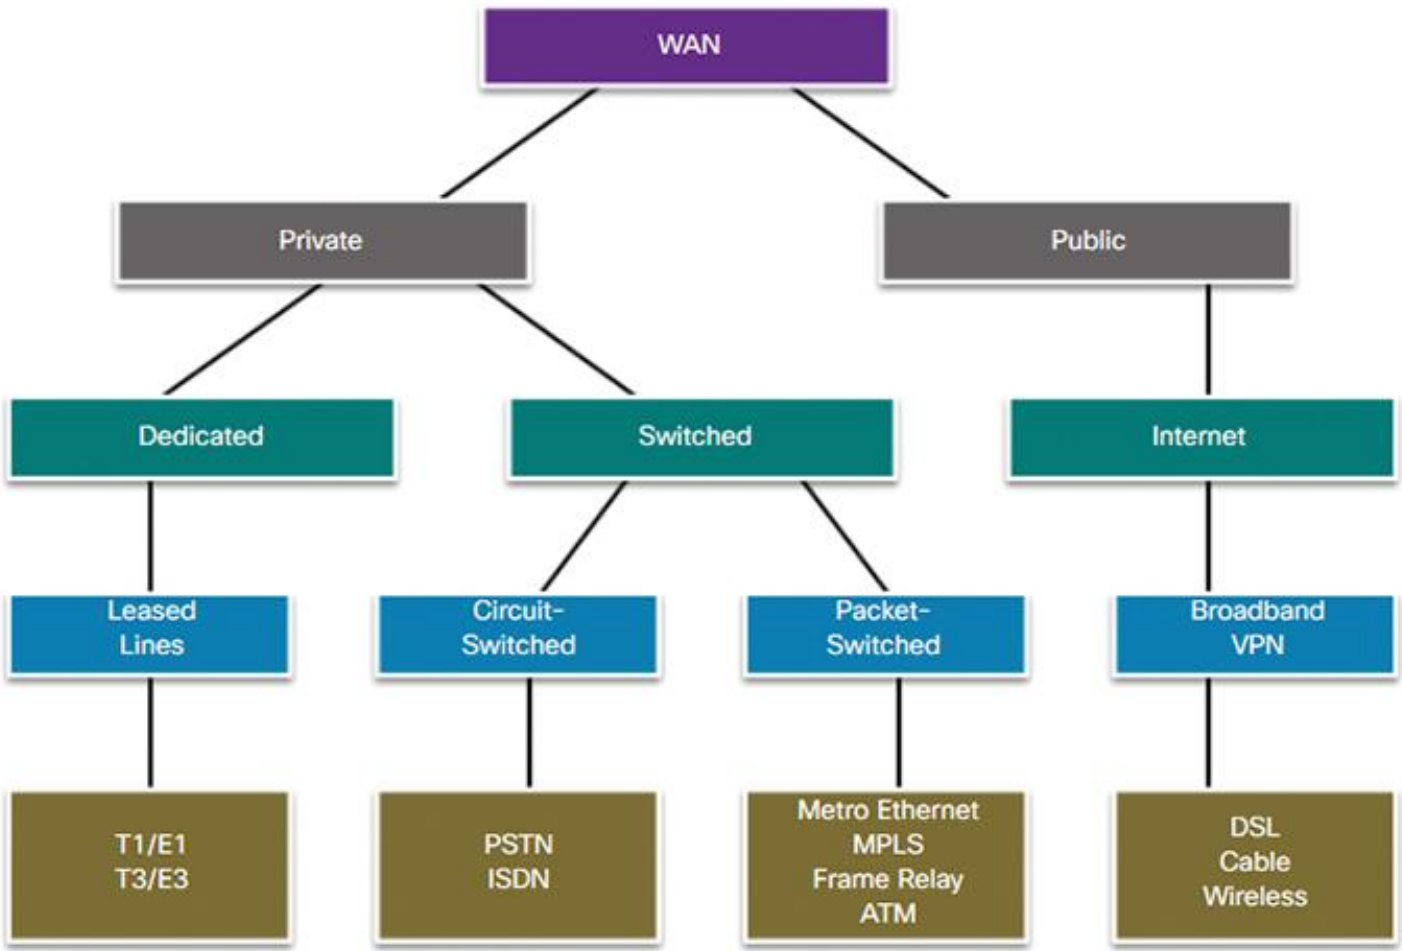 WAN
Private
Public
Dedicated
Switched
Internet
Leased
Lines
Circuit-
Switched
Packet-
Switched
Broadband
VPN
T1/E1
T3/E3
PSTN
ISDN
Metro Ethernet
MPLS
Frame Relay
ATM
DSL
Cable
Wireless